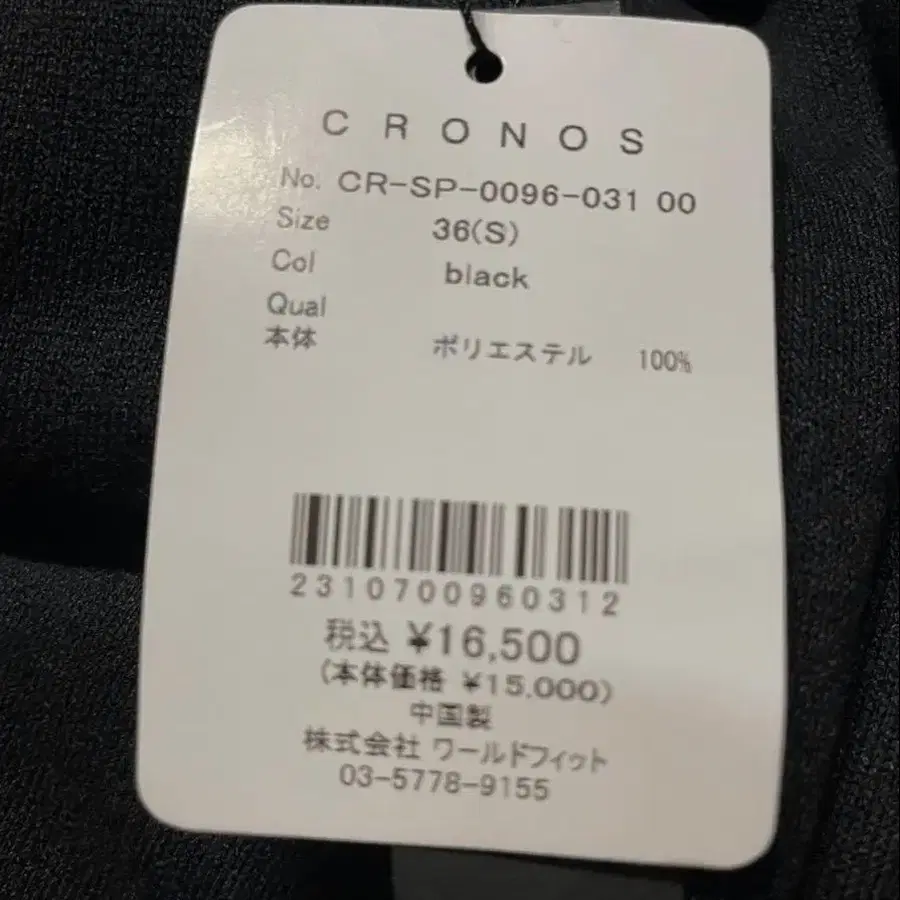 CRONOS
No. CR-SP-0096-031 00
Size 36(S)
Col black
Qual
本体 ポリエステル 100%
2310700960312
税込 ¥16,500
(本体価格 ¥15.000)
中国製
株式会社 ワールドフィット
03-5778-9155